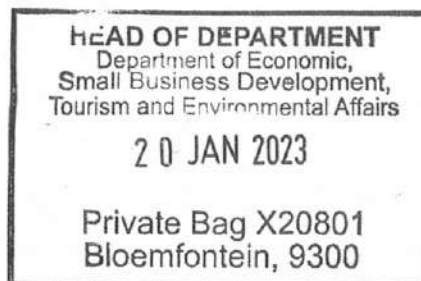 HEAD OF DEPARTMENT
Department of Economic,
Small Business Development,
Tourism and Environmental Affairs
20 JAN 2023
Private Bag X20801
Bloemfontein, 9300